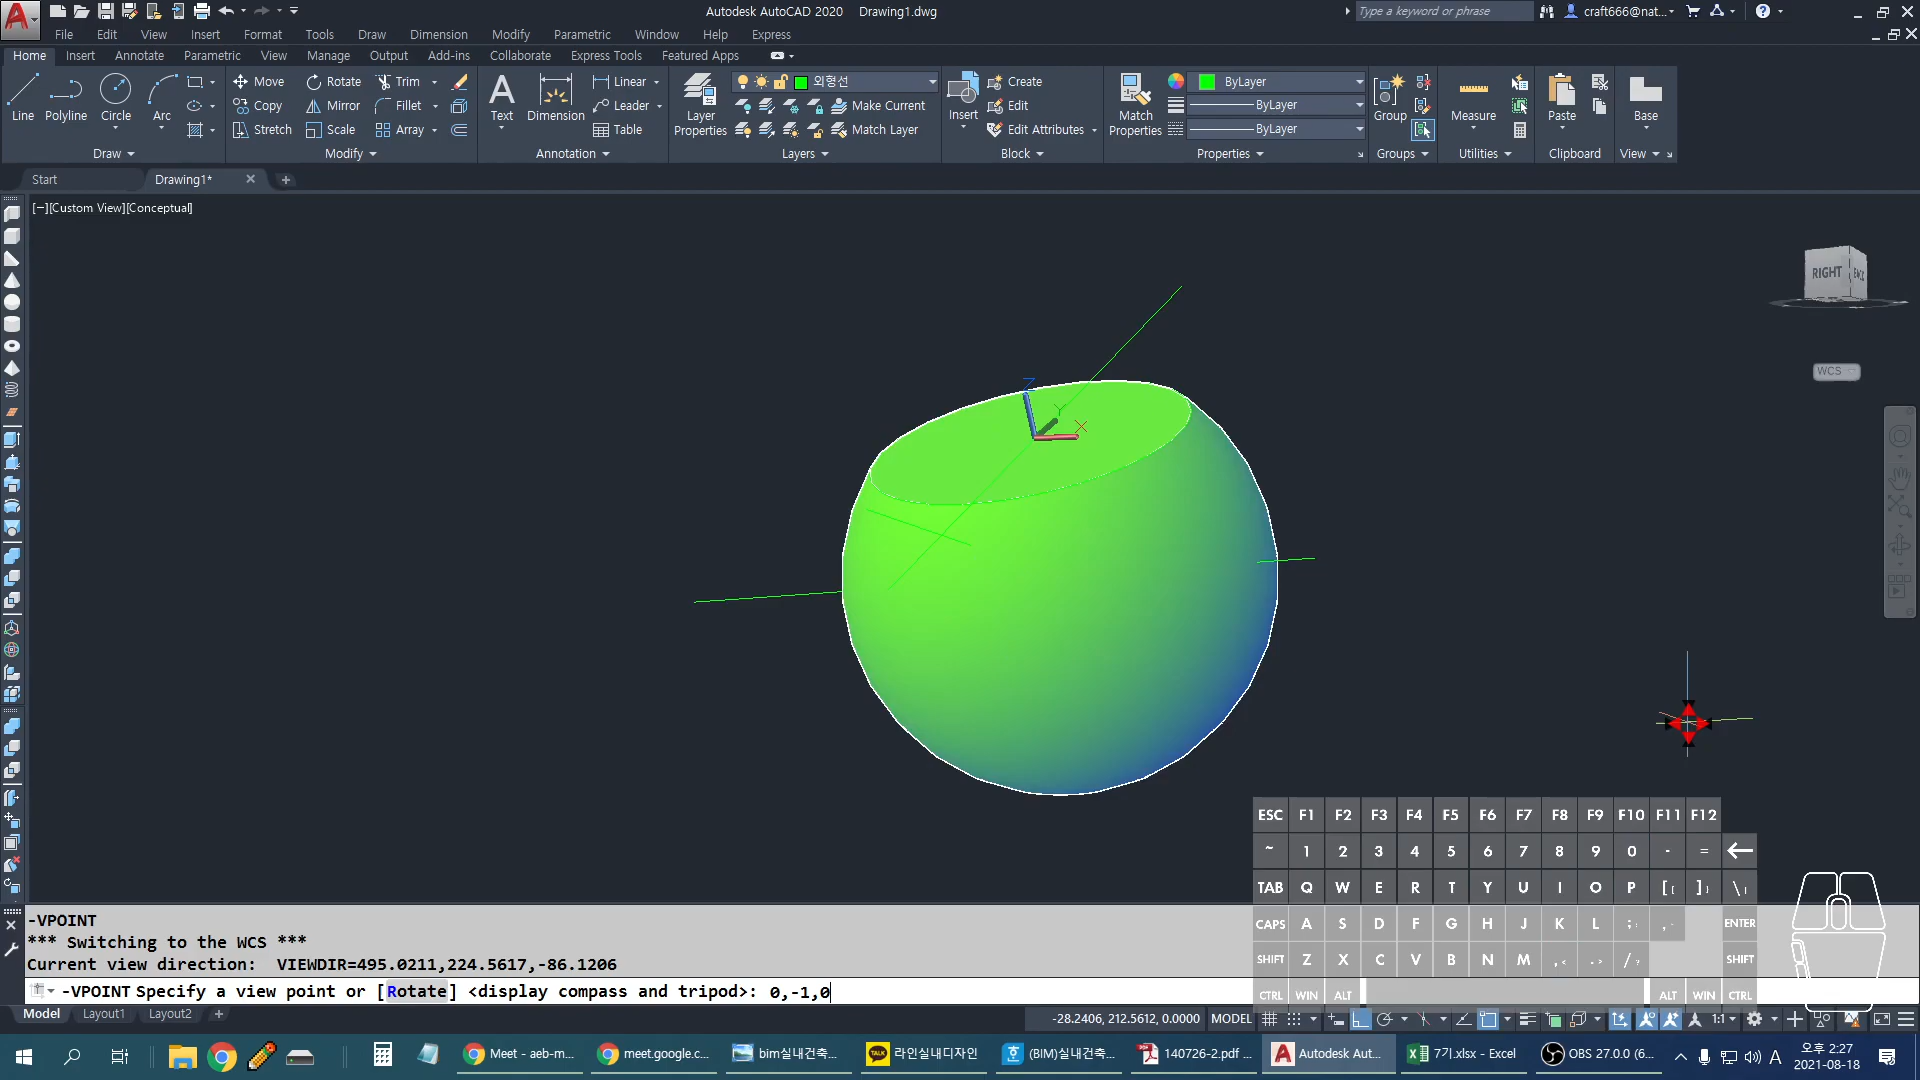 Autodesk AutoCAD 2020 Drawing1.dwg
Type a keyword or phrase
craft666@nat...
File Edit View Insert Format Tools Draw Dimension Modify Parametric Window Help Express
Home Insert Annotate Parametric View Manage Output Add-ins Collaborate Express Tools Featured Apps
Line Polyline Circle Arc
Move Rotate Trim
Copy Mirror Fillet
Stretch Scale Array
Text Dimension
Linear
Leader
Table
Layer Properties
외형선
Make Current
Match Layer
Insert
Create
Edit
Edit Attributes
Match Properties
ByLayer
ByLayer
ByLayer
Group Measure Paste Base
Draw Modify Annotation Layers Block Properties Groups Utilities Clipboard View
Start Drawing1*
[−][Custom View][Conceptual]
RIGHT BACK
WCS
Z
Y
X
ESC F1 F2 F3 F4 F5 F6 F7 F8 F9 F10 F11 F12
~ 1 2 3 4 5 6 7 8 9 0 - =
TAB Q W E R T Y U I O P [{ ]} \|
CAPS A S D F G H J K L ;: ENTER
SHIFT Z X C V B N M ,< .> /? SHIFT
CTRL WIN ALT ALT WIN CTRL
-VPOINT
*** Switching to the WCS ***
Current view direction: VIEWDIR=495.0211,224.5617,-86.1206
-VPOINT Specify a view point or [Rotate] <display compass and tripod>: 0,-1,0
Model Layout1 Layout2
-28.2406, 212.5612, 0.0000 MODEL
1:1
Meet - aeb-m...
meet.google.c...
bim실내건축...
라인실내디자인
(BIM)실내건축...
140726-2.pdf ...
Autodesk Aut...
7기.xlsx - Excel
OBS 27.0.0 (6...
A
오후 2:27
2021-08-18